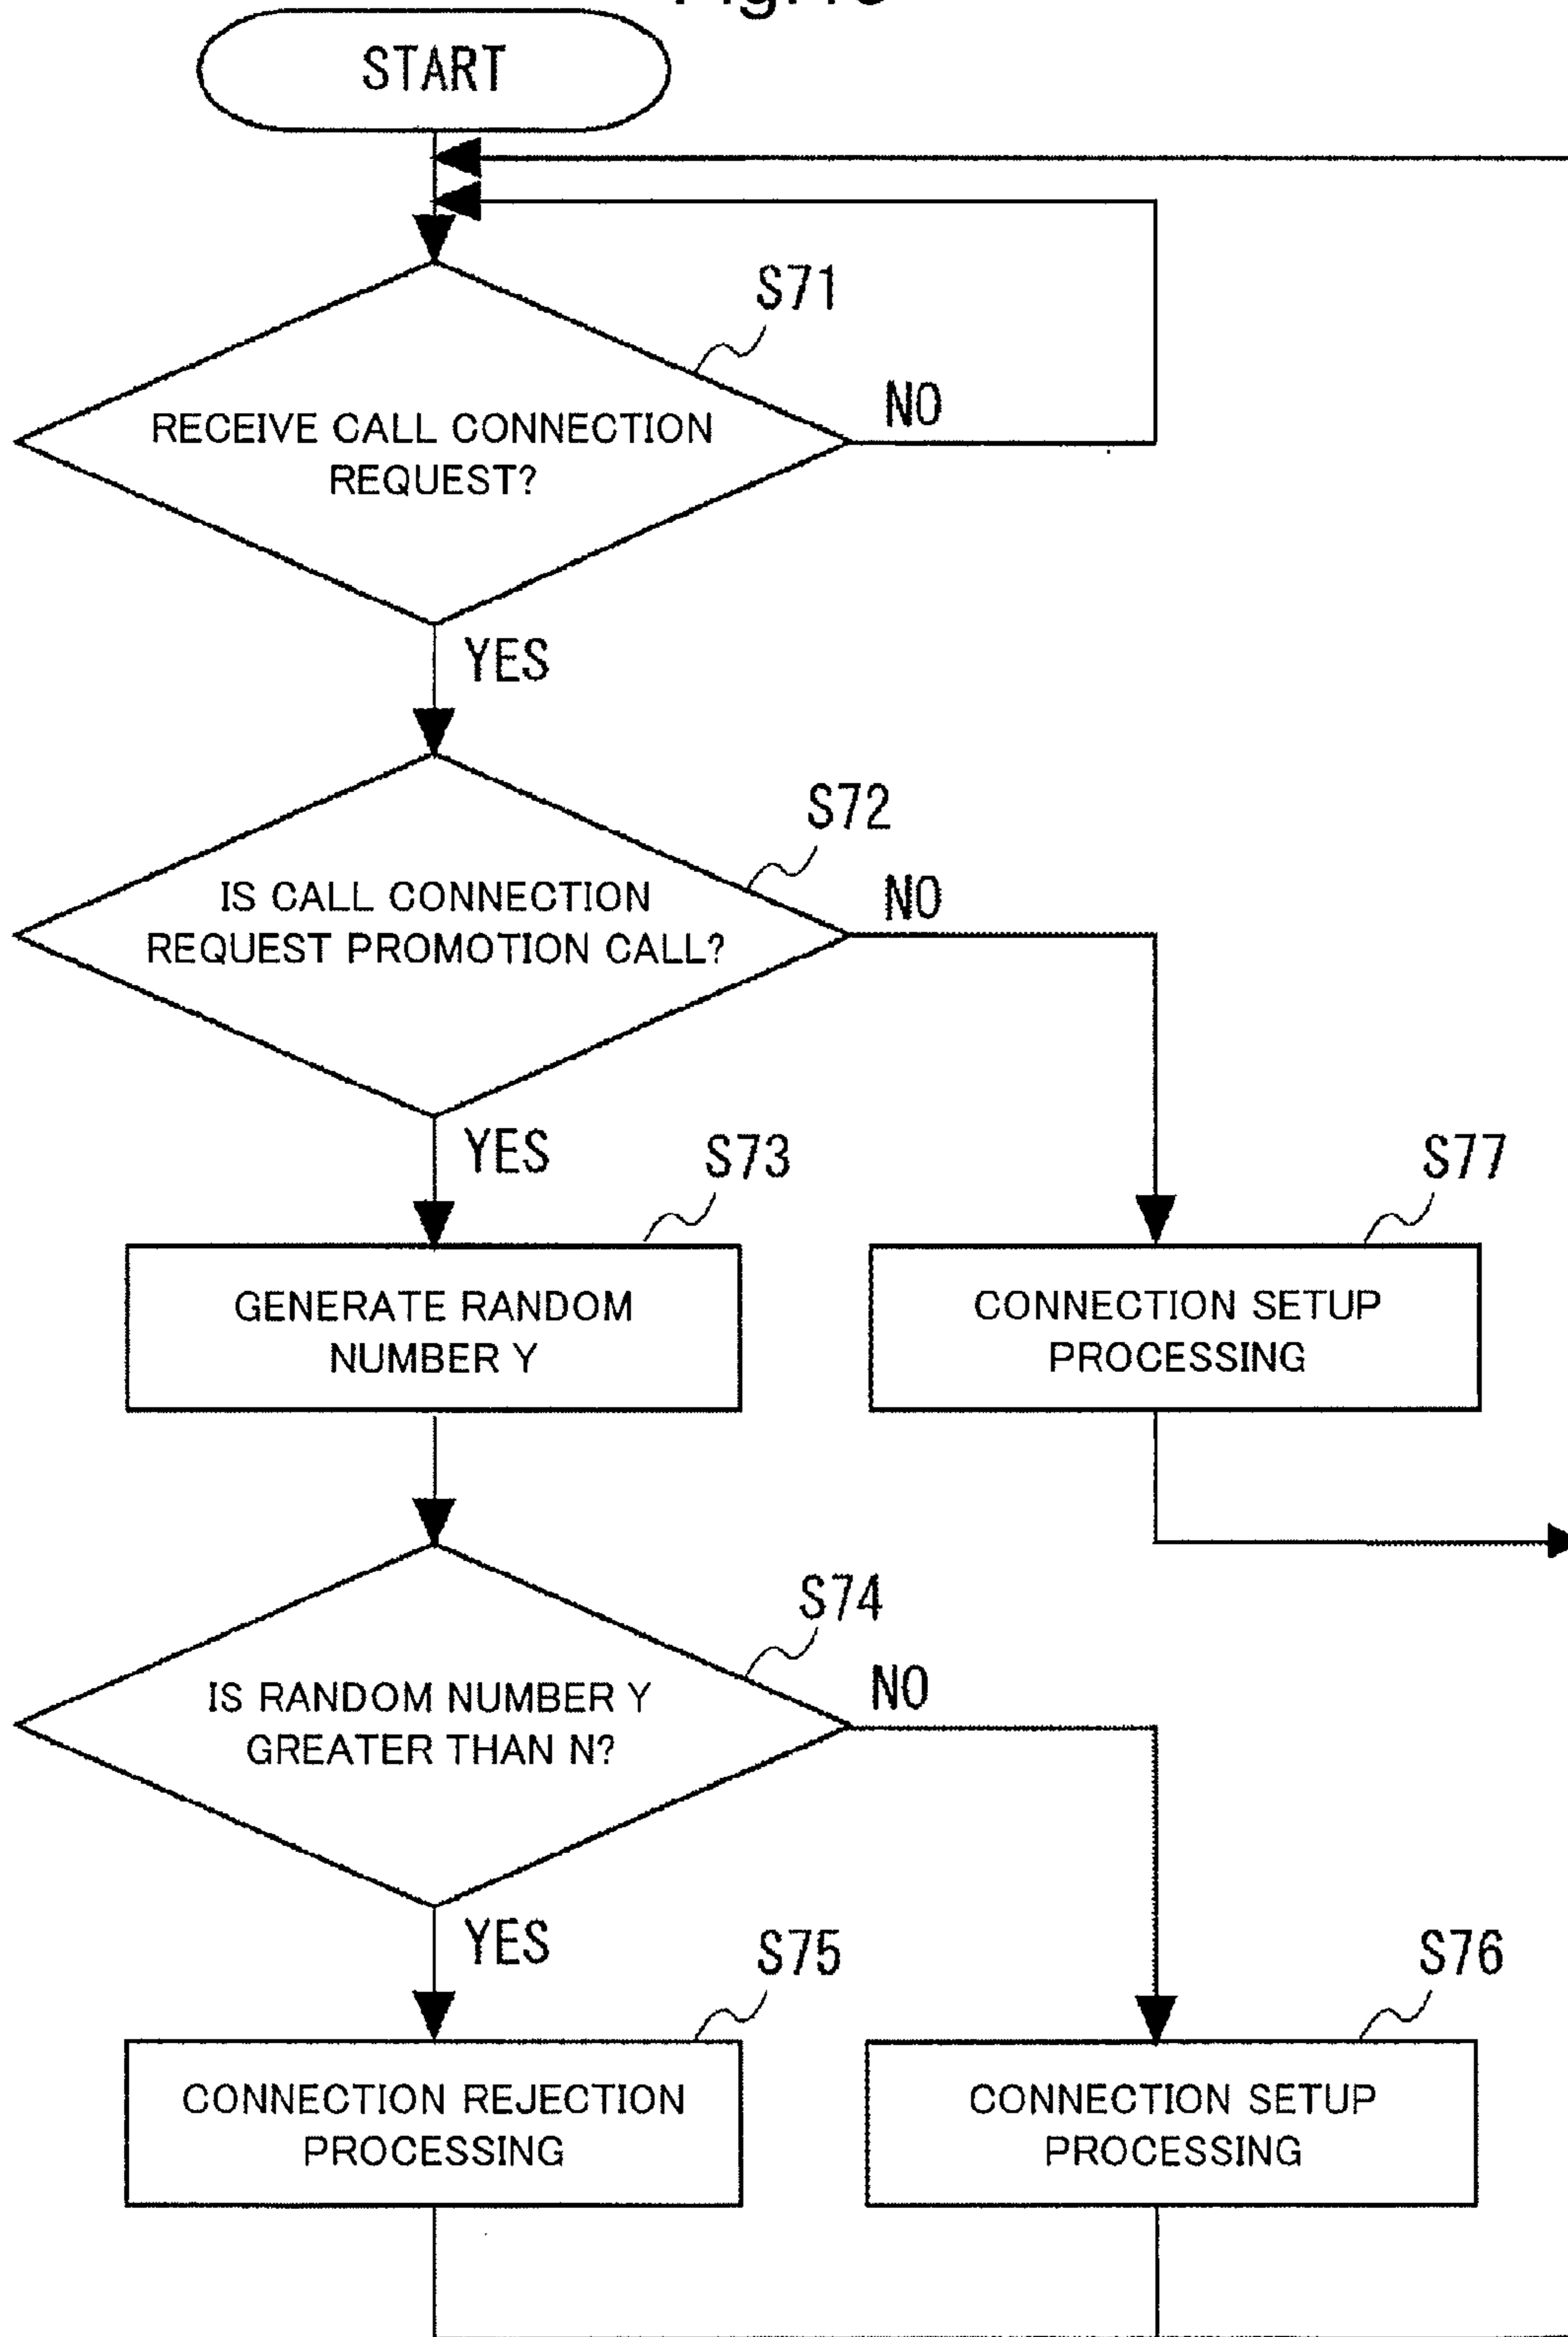 START
S71
RECEIVE CALL CONNECTION
REQUEST?
NO
YES
S72
IS CALL CONNECTION
REQUEST PROMOTION CALL?
NO
YES
S73
S77
GENERATE RANDOM
NUMBER Y
CONNECTION SETUP
PROCESSING
S74
IS RANDOM NUMBER Y
GREATER THAN N?
NO
YES
S75
S76
CONNECTION REJECTION
PROCESSING
CONNECTION SETUP
PROCESSING